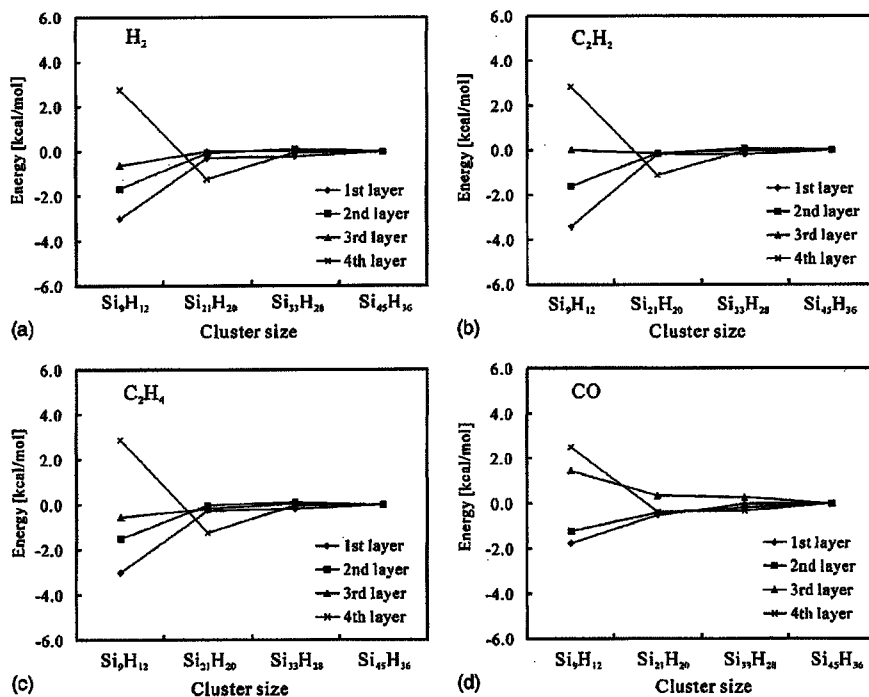 H₂
Energy [kcal/mol]
6.0
4.0
2.0
0.0
-2.0
-4.0
-6.0
1st layer
2nd layer
3rd layer
4th layer
Si₉H₁₂ Si₂₁H₂₀ Si₃₃H₂₈ Si₄₅H₃₆
Cluster size
(a)
C₂H₂
Energy [kcal/mol]
6.0
4.0
2.0
0.0
-2.0
-4.0
-6.0
1st layer
2nd layer
3rd layer
4th layer
Si₉H₁₂ Si₂₁H₂₀ Si₃₃H₂₈ Si₄₅H₃₆
Cluster size
(b)
C₂H₄
Energy [kcal/mol]
6.0
4.0
2.0
0.0
-2.0
-4.0
-6.0
1st layer
2nd layer
3rd layer
4th layer
Si₉H₁₂ Si₂₁H₂₀ Si₃₃H₂₈ Si₄₅H₃₆
Cluster size
(c)
CO
Energy [kcal/mol]
6.0
4.0
2.0
0.0
-2.0
-4.0
-6.0
1st layer
2nd layer
3rd layer
4th layer
Si₉H₁₂ Si₂₁H₂₀ Si₃₃H₂₈ Si₄₅H₃₆
Cluster size
(d)